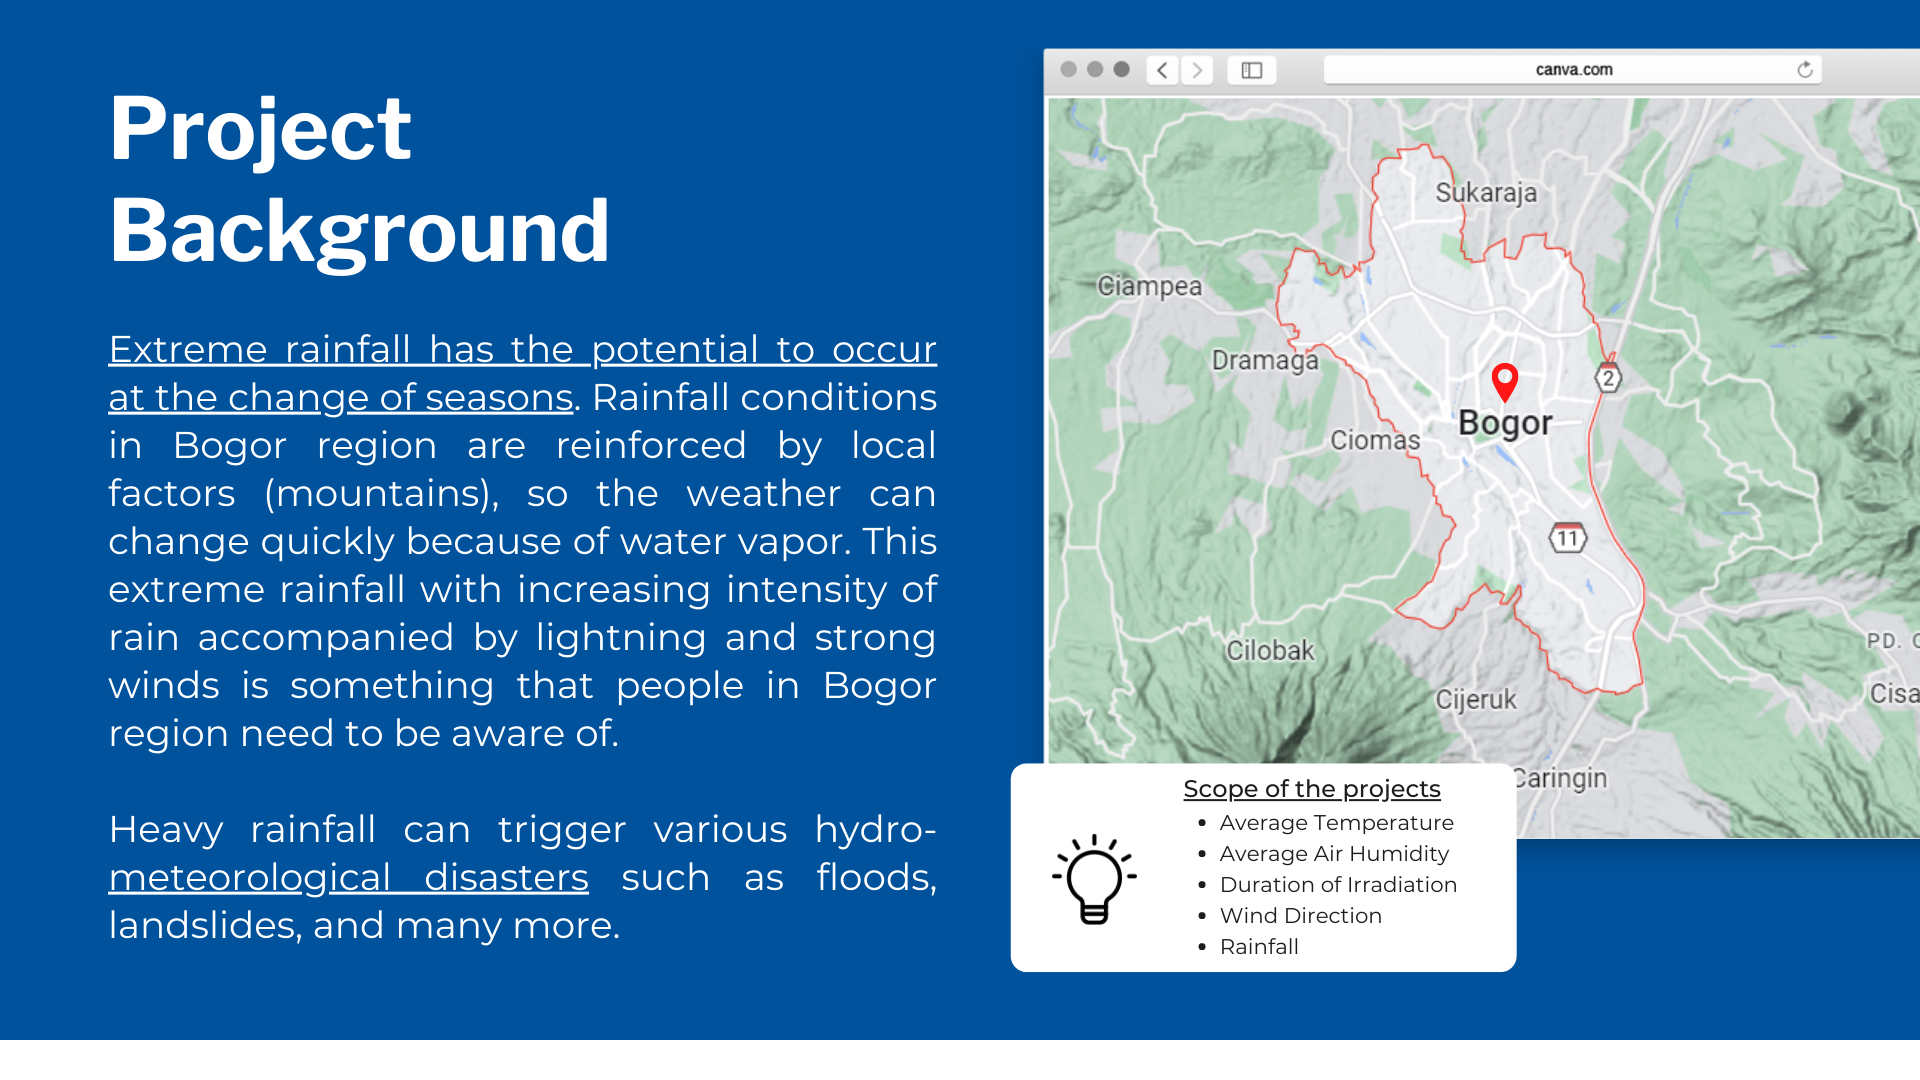 Project
Background
Extreme rainfall has the potential to occur
at the change of seasons. Rainfall conditions
in Bogor region are reinforced by local
factors (mountains), so the weather can
change quickly because of water vapor. This
extreme rainfall with increasing intensity of
rain accompanied by lightning and strong
winds is something that people in Bogor
region need to be aware of.
Heavy rainfall can trigger various hydro-
meteorological disasters such as floods,
landslides, and many more.
canva.com
Sukaraja
Ciampea
Dramaga
2
Bogor
Ciomas
11
Cilobak
PD.
Cijeruk
Cisa
Caringin
Scope of the projects
• Average Temperature
• Average Air Humidity
• Duration of Irradiation
• Wind Direction
• Rainfall